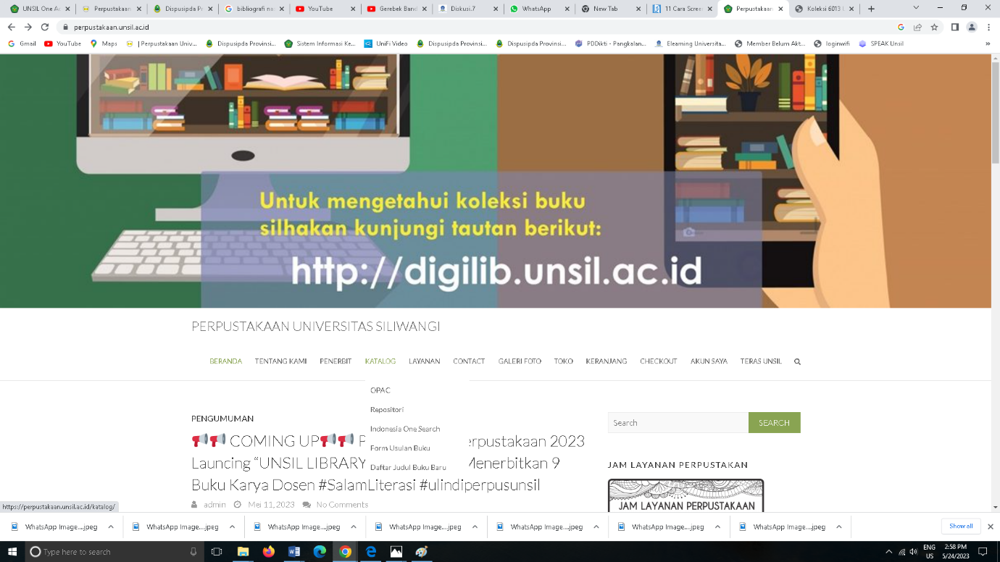 UNSIL One A
Perpustakaan
Dispusipda P
bibliografi na
YouTube
Gerebek Band
Diskusi.7
WhatsApp
New Tab
11 Cara Screen
Perpustakaan
Koleksi 6013
perpustakaan.unsil.ac.id
Gmail
YouTube
Maps
| Perpustakaan Univ...
Dispusipda Provinsi...
Sistem Informasi Ke...
UniFi Video
Dispusipda Provinsi...
Dispusipda Provinsi...
PDDikti - Pangkalan...
Elearning Universita...
Member Belum Akt...
loginwifi
SPEAK Unsil
»
Untuk mengetahui koleksi buku
silhakan kunjungi tautan berikut:
http://digilib.unsil.ac.id
PERPUSTAKAAN UNIVERSITAS SILIWANGI
BERANDA TENTANG KAMI PENERBIT KATALOG LAYANAN CONTACT GALERI FOTO TOKO KERANJANG CHECKOUT AKUN SAYA TERAS UNSIL
OPAC
Repositori
Indonesia One Search
Form Usulan Buku
Daftar Judul Buku Baru
PENGUMUMAN
📢📢 COMING UP📢📢 P erpustakaan 2023
Launcing “UNSIL LIBRARY Menerbitkan 9
Buku Karya Dosen #SalamLiterasi #ulindiperpusunsil
admin Mei 11, 2023 No Comments
Search SEARCH
JAM LAYANAN PERPUSTAKAN
JAM LAYANAN PERPUSTAKAAN
https://perpustakaan.unsil.ac.id/katalog/
WhatsApp Image....jpeg
WhatsApp Image....jpeg
WhatsApp Image....jpeg
WhatsApp Image....jpeg
WhatsApp Image....jpeg
WhatsApp Image....jpeg
WhatsApp Image....jpeg
Show all
Type here to search
ENG
US
2:58 PM
5/24/2023